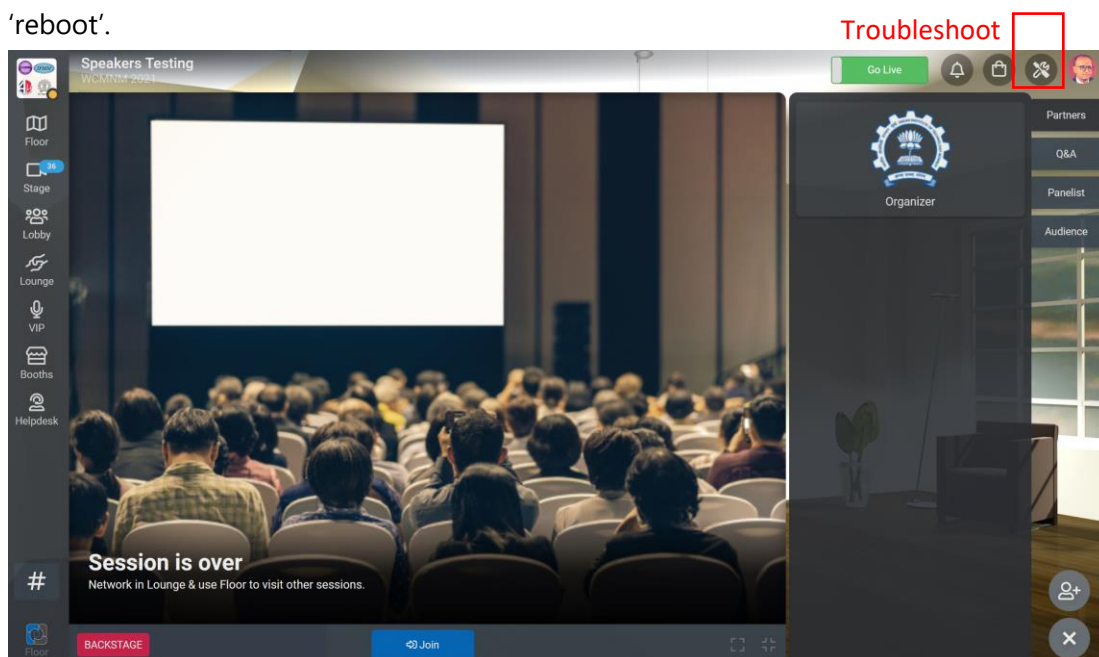 ‘reboot’.
Troubleshoot
Speakers Testing
WCMNM 2021
Go Live
Floor
36
Stage
Lobby
Lounge
VIP
Booths
Helpdesk
#
Floor
Organizer
Partners
Q&A
Panelist
Audience
Session is over
Network in Lounge & use Floor to visit other sessions.
BACKSTAGE
Join